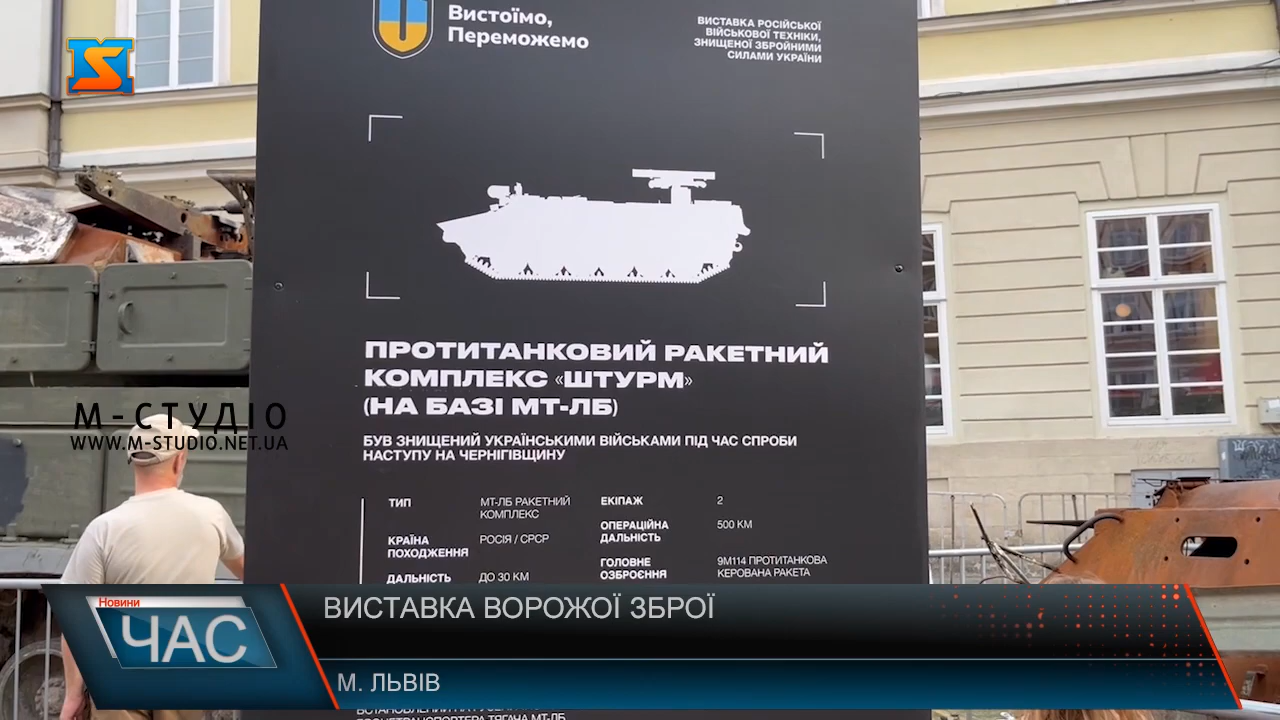 Вистоїмо,
Переможемо
ВИСТАВКА РОСІЙСЬКОЇ
ВІЙСЬКОВОЇ ТЕХНІКИ,
ЗНИЩЕНОЇ ЗБРОЙНИМИ
СИЛАМИ УКРАЇНИ
ПРОТИТАНКОВИЙ РАКЕТНИЙ
КОМПЛЕКС «ШТУРМ»
(НА БАЗІ МТ-ЛБ)
БУВ ЗНИЩЕНИЙ УКРАЇНСЬКИМИ ВІЙСЬКАМИ ПІД ЧАС СПРОБИ
НАСТУПУ НА ЧЕРНІГІВЩИНУ
ТИП
МТ-ЛБ РАКЕТНИЙ
КОМПЛЕКС
КРАЇНА
ПОХОДЖЕННЯ
РОСІЯ / СРСР
ДАЛЬНІСТЬ
ДО 30 КМ
ЕКІПАЖ
2
ОПЕРАЦІЙНА
ДАЛЬНІСТЬ
500 КМ
ГОЛОВНЕ
ОЗБРОЄННЯ
9М114 ПРОТИТАНКОВА
КЕРОВАНА РАКЕТА
М-СТУДІО
WWW.M-STUDIO.NET.UA
Новини
ЧАС
ВИСТАВКА ВОРОЖОЇ ЗБРОЇ
М. ЛЬВІВ
ТЯГАЧА МТ-ЛБ